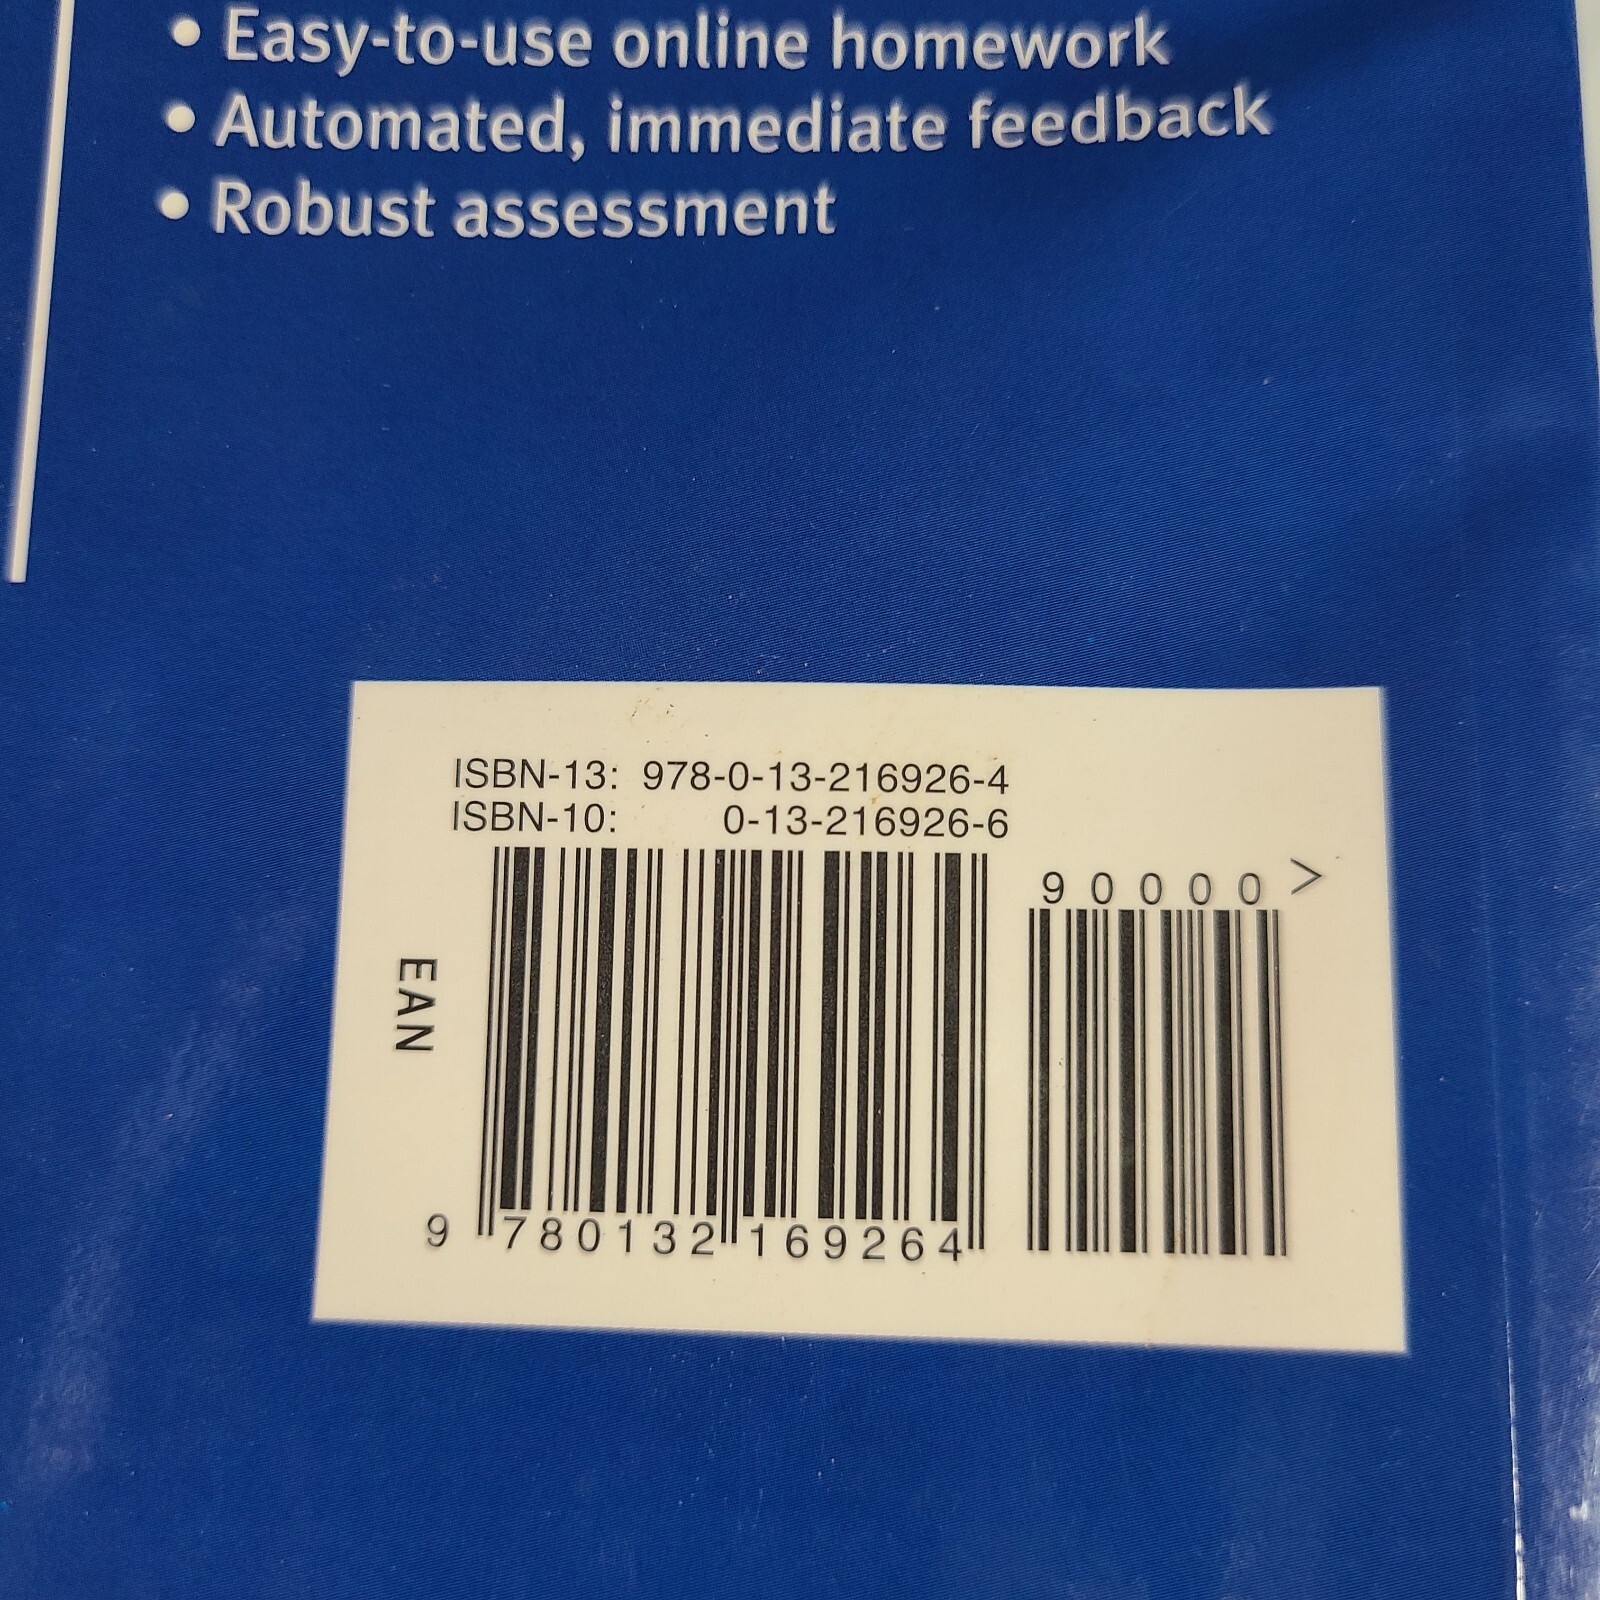 • Easy-to-use online homework
• Automated, immediate feedback
• Robust assessment
ISBN-13: 978-0-13-216926-4
ISBN-10: 0-13-216926-6
90000>
EAN
9 780132 169264